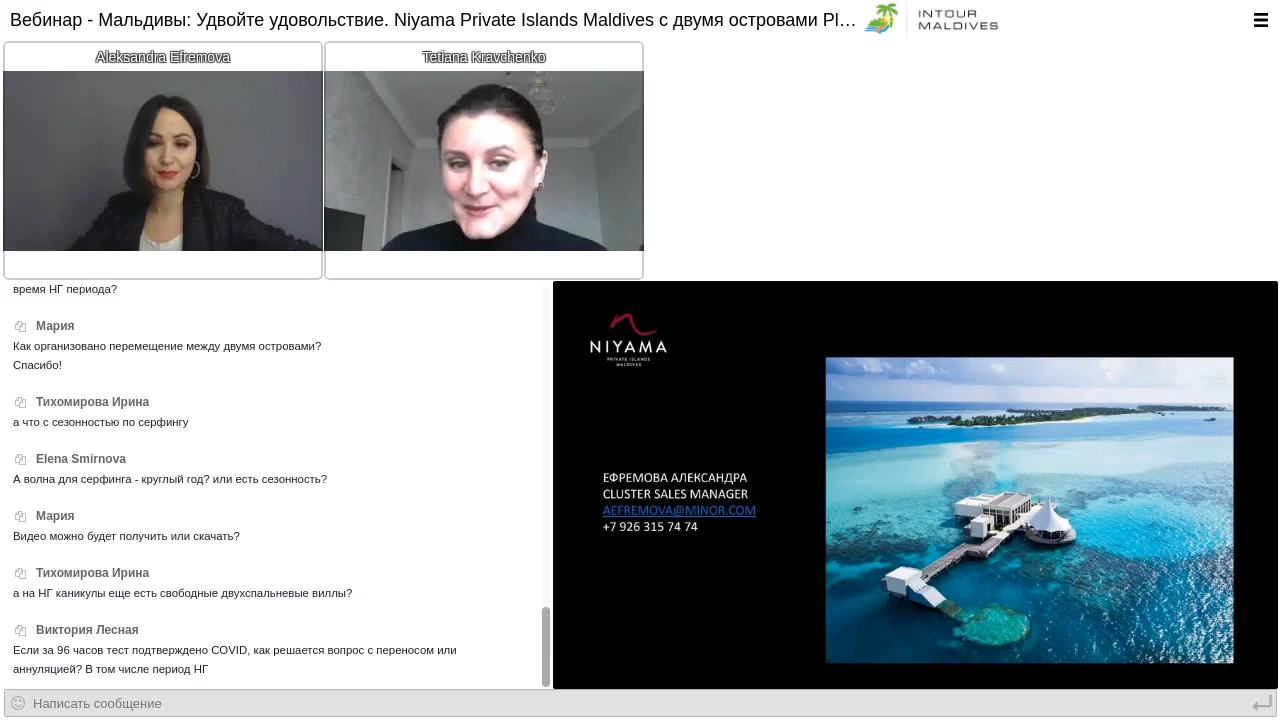 Вебинар - Мальдивы: Удвойте удовольствие. Niyama Private Islands Maldives с двумя островами Pl…
INTOUR
MALDIVES
Aleksandra Efremova
Tetiana Kravchenko
время НГ периода?
Мария
Как организовано перемещение между двумя островами?
Спасибо!
Тихомирова Ирина
а что с сезонностью по серфингу
Elena Smirnova
А волна для серфинга - круглый год? или есть сезонность?
Мария
Видео можно будет получить или скачать?
Тихомирова Ирина
а на НГ каникулы еще есть свободные двухспальневые виллы?
Виктория Лесная
Если за 96 часов тест подтверждено COVID, как решается вопрос с переносом или
аннуляцией? В том числе период НГ
Написать сообщение
NIYAMA
PRIVATE ISLANDS
MALDIVES
ЕФРЕМОВА АЛЕКСАНДРА
CLUSTER SALES MANAGER
AEFREMOVA@MINOR.COM
+7 926 315 74 74